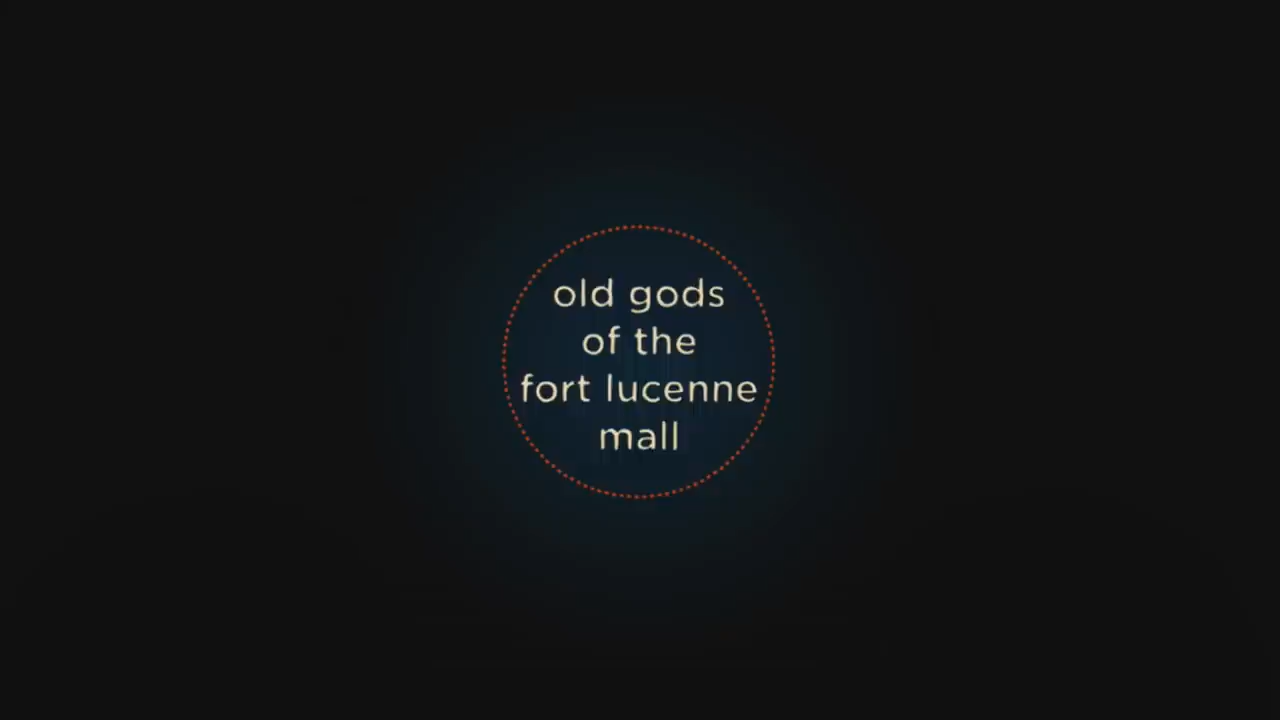 old gods
of the
fort lucenne
mall